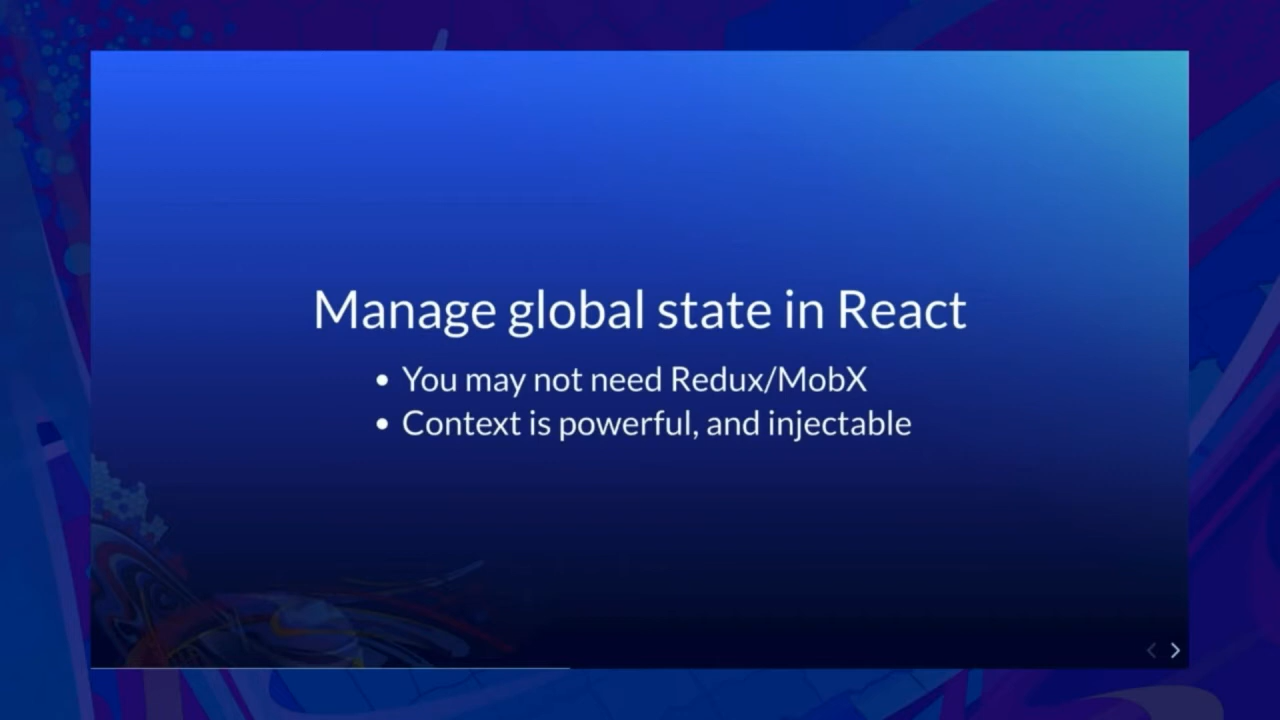 Manage global state in React
• You may not need Redux/MobX
• Context is powerful, and injectable